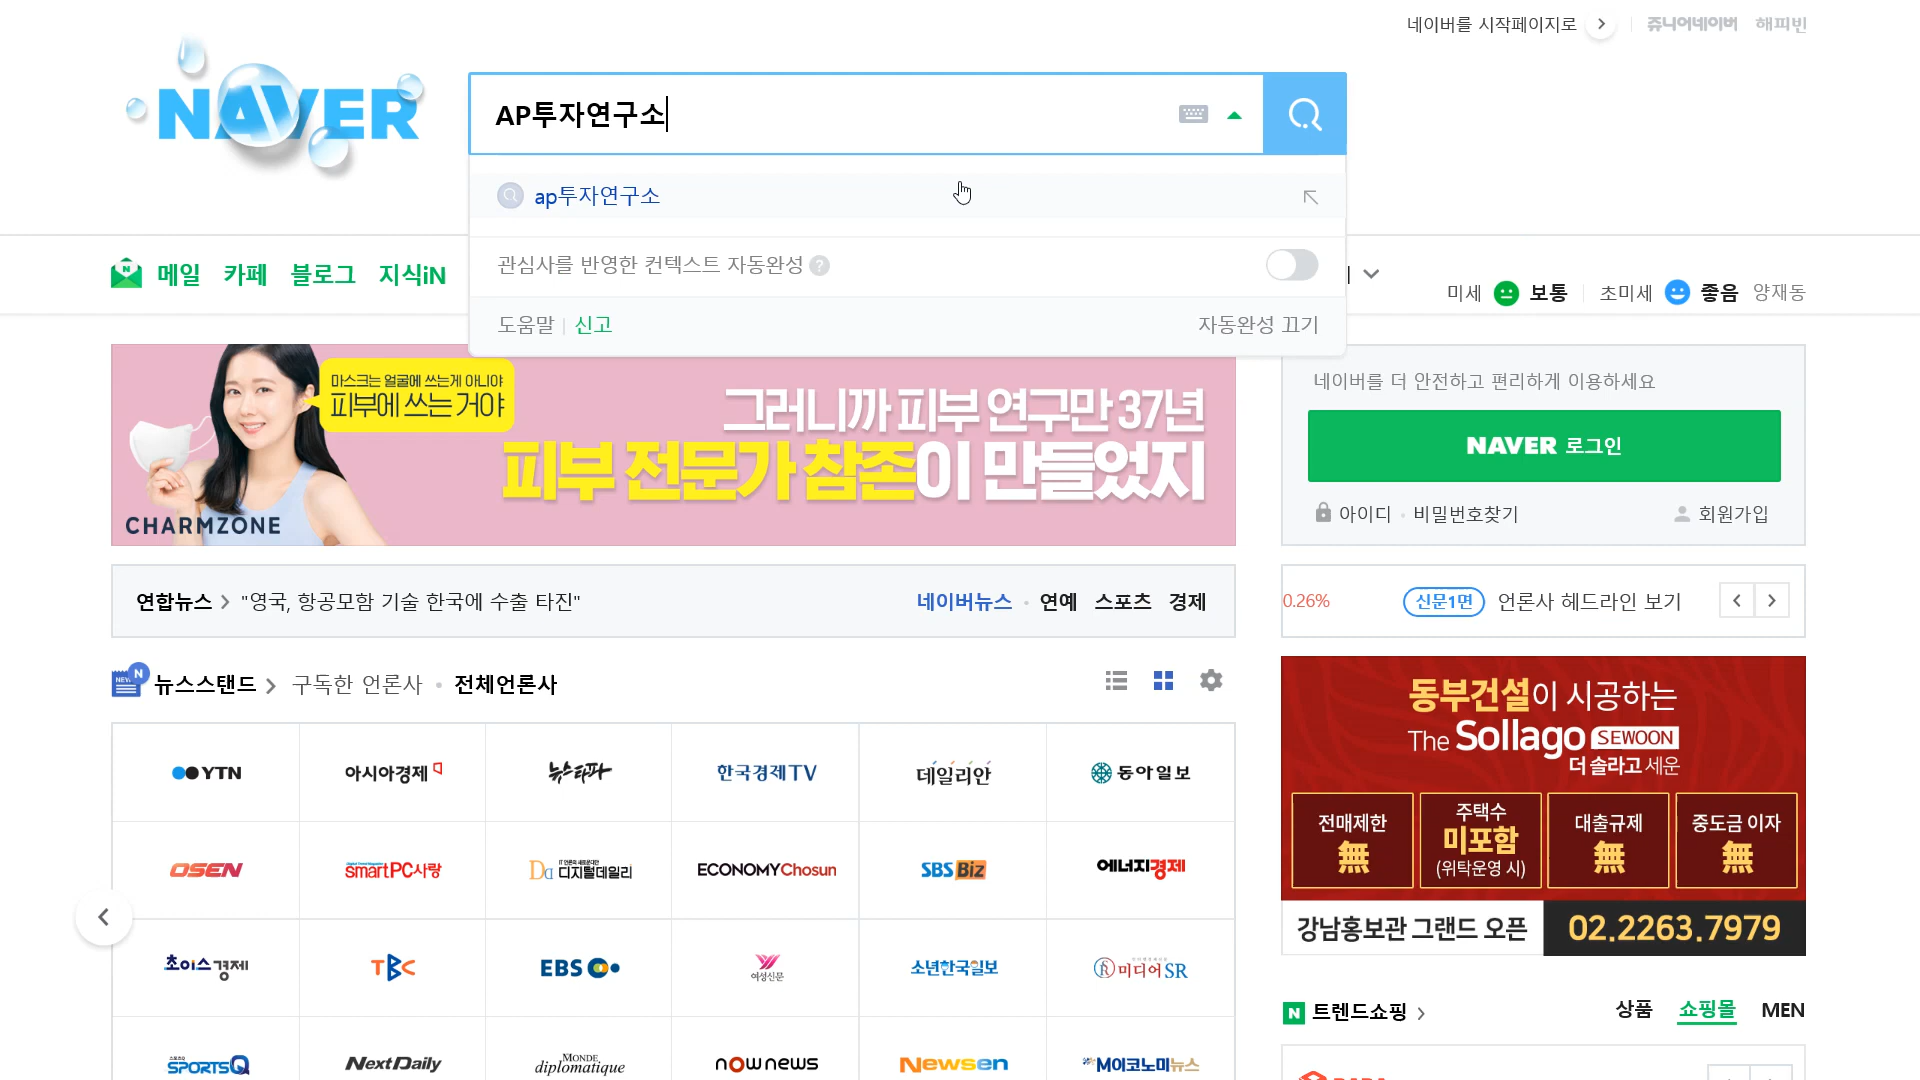 네이버를 시작페이지로
쥬니어네이버 해피빈
NAVER
AP투자연구소
ap투자연구소
관심사를 반영한 컨텍스트 자동완성 ?
도움말 신고 자동완성 끄기
메일 카페 블로그 지식iN
미세 보통 초미세 좋음 양재동
마스크는 얼굴에 쓰는게 아니야
피부에 쓰는 거야
그러니까 피부 연구만 37년
피부 전문가 참존이 만들었지
CHARMZONE
네이버를 더 안전하고 편리하게 이용하세요
NAVER 로그인
아이디 · 비밀번호찾기 회원가입
연합뉴스 > "영국, 항공모함 기술 한국에 수출 타진"
네이버뉴스 · 연예 스포츠 경제
0.26% 신문1면 언론사 헤드라인 보기
뉴스스탠드 > 구독한 언론사 · 전체언론사
YTN 아시아경제 뉴스타파 한국경제TV 데일리안 동아일보
OSEN smartPC사랑 디지털데일리 ECONOMYChosun SBS Biz 에너지경제
초이스경제 TBC EBS 여성신문 소년한국일보 미디어SR
스포츠Q SPORTSQ NextDaily MONDE diplomatique nownews Newsen M이코노미뉴스
동부건설이 시공하는
The Sollago SEWOON
더 솔라고 세운
전매제한 無
주택수 미포함 (위탁운영 시)
대출규제 無
중도금 이자 無
강남홍보관 그랜드 오픈 02.2263.7979
N 트렌드쇼핑 > 상품 쇼핑몰 MEN